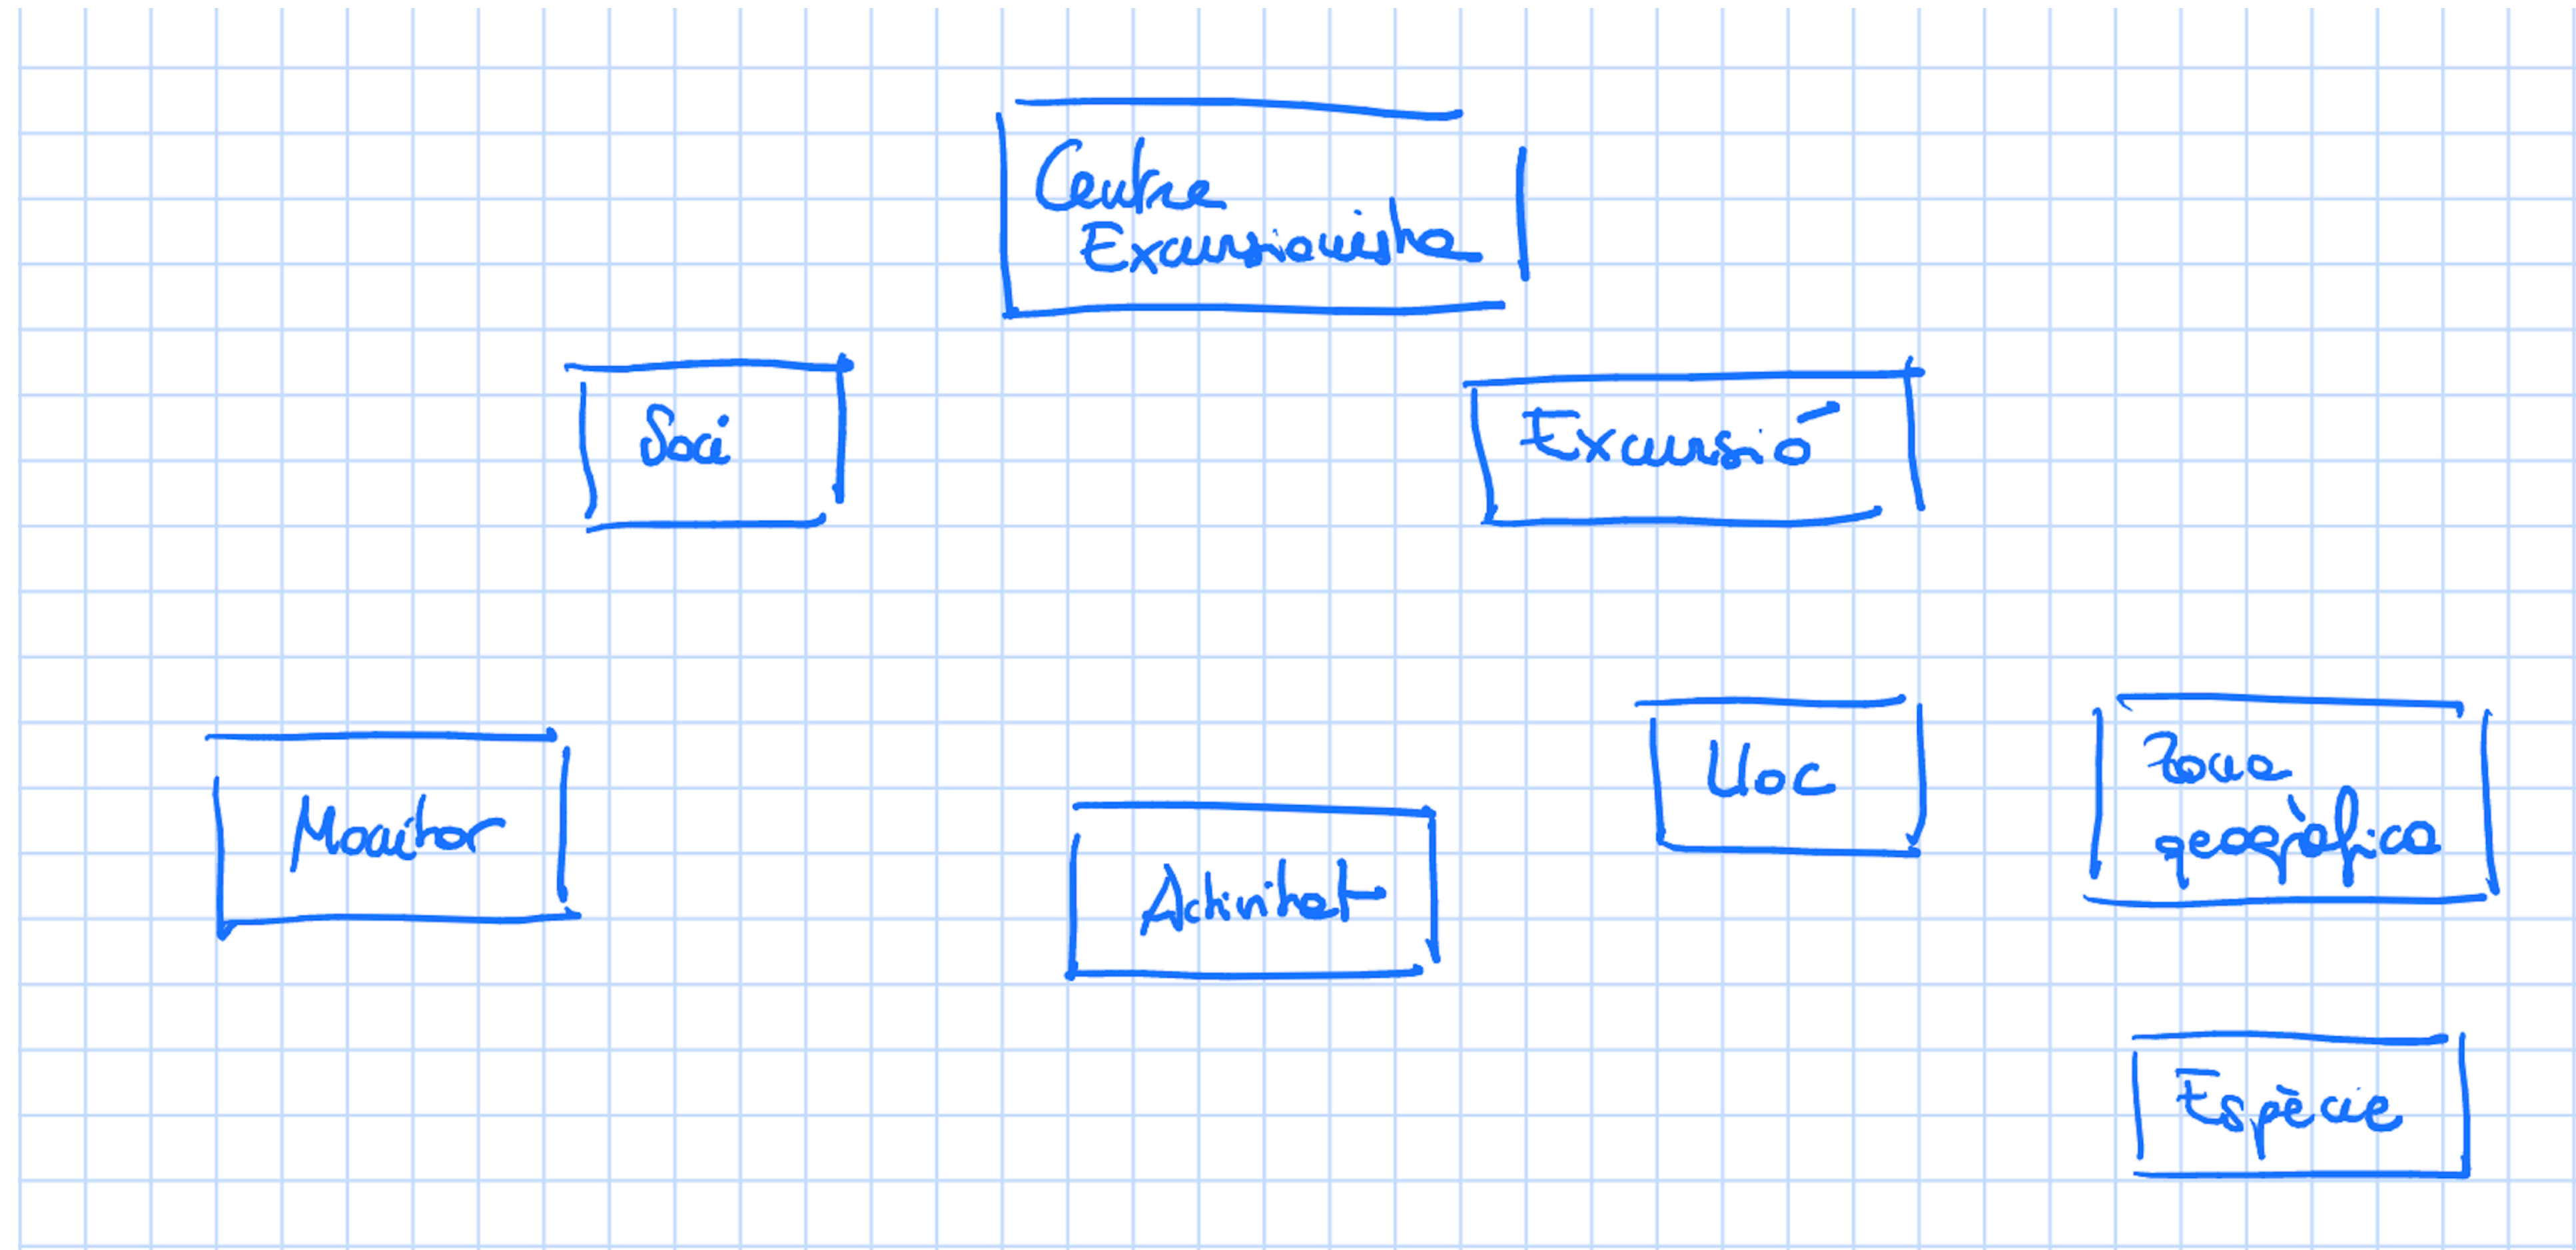 Centre
Excursionista
Soci
Excursió
Monitor
Activitat
Lloc
Zona
geogràfica
Espècie